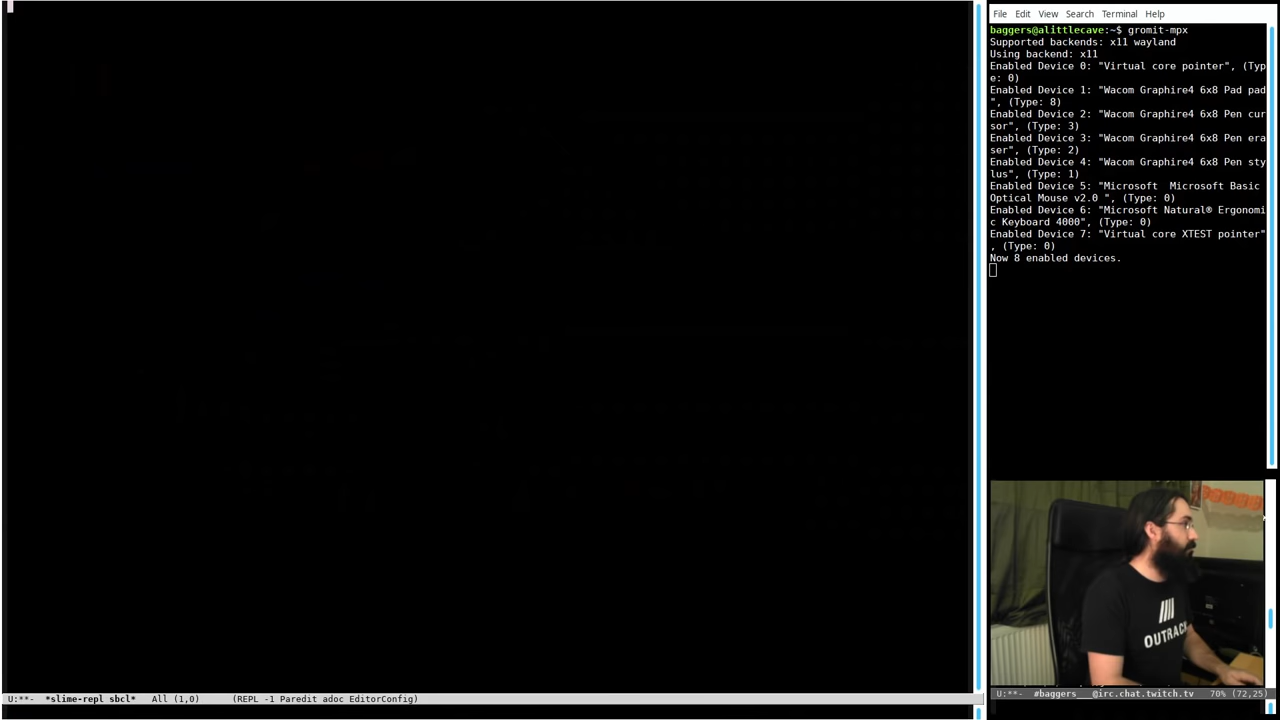 File Edit View Search Terminal Help
baggers@alittlecave:~$ gromit-mpx
Supported backends: x11 wayland
Using backend: x11
Enabled Device 0: "Virtual core pointer", (Typ
e: 0)
Enabled Device 1: "Wacom Graphire4 6x8 Pad pad
", (Type: 8)
Enabled Device 2: "Wacom Graphire4 6x8 Pen cur
sor", (Type: 3)
Enabled Device 3: "Wacom Graphire4 6x8 Pen era
ser", (Type: 2)
Enabled Device 4: "Wacom Graphire4 6x8 Pen sty
lus", (Type: 1)
Enabled Device 5: "Microsoft  Microsoft Basic
Optical Mouse v2.0 ", (Type: 0)
Enabled Device 6: "Microsoft Natural® Ergonomi
c Keyboard 4000", (Type: 0)
Enabled Device 7: "Virtual core XTEST pointer"
, (Type: 0)
Now 8 enabled devices.
OUTRACK
U:**-  *slime-repl sbcl*   All (1,0)      (REPL -1 Paredit adoc EditorConfig)
U:**-  #baggers___@irc.chat.twitch.tv   70% (72,25)